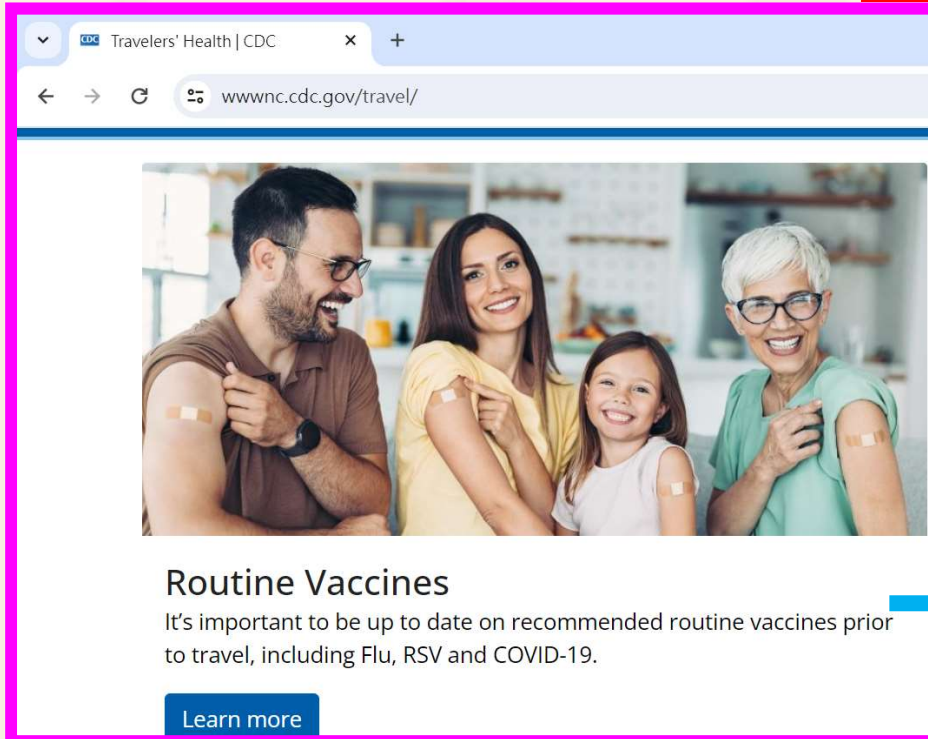 CDC Travelers' Health | CDC
wwwnc.cdc.gov/travel/
Routine Vaccines
It's important to be up to date on recommended routine vaccines prior
to travel, including Flu, RSV and COVID-19.
Learn more